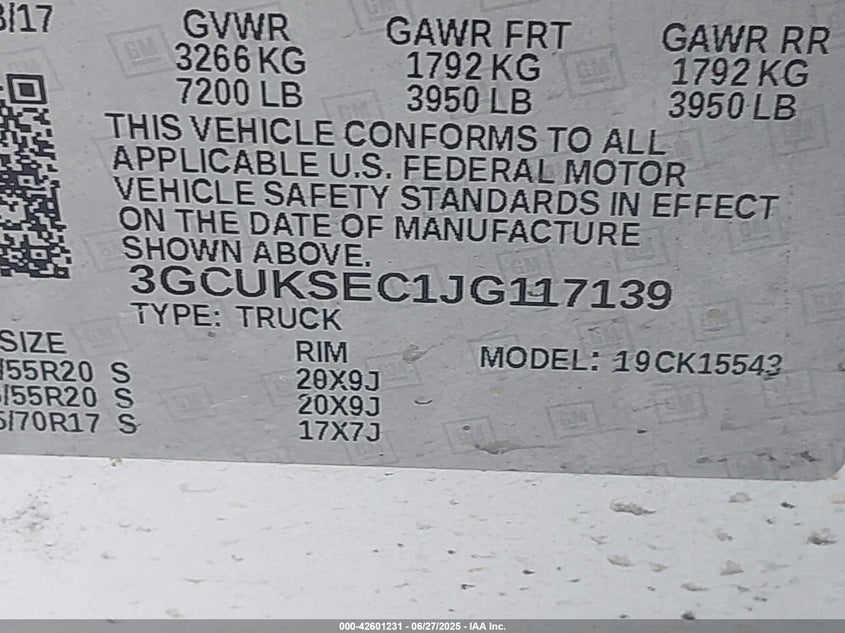 8/17
GVWR GAWR FRT GAWR RR
3266 KG 1792 KG 1792 KG
7200 LB 3950 LB 3950 LB
THIS VEHICLE CONFORMS TO ALL
APPLICABLE U.S. FEDERAL MOTOR
VEHICLE SAFETY STANDARDS IN EFFECT
ON THE DATE OF MANUFACTURE
SHOWN ABOVE.
3GCUKSEC1JG117139
TYPE: TRUCK
SIZE RIM MODEL: 19CK15543
/55R20 S 20X9J
/55R20 S 20X9J
5/70R17 S 17X7J
000-42601231 - 06/27/2025 - IAA Inc.